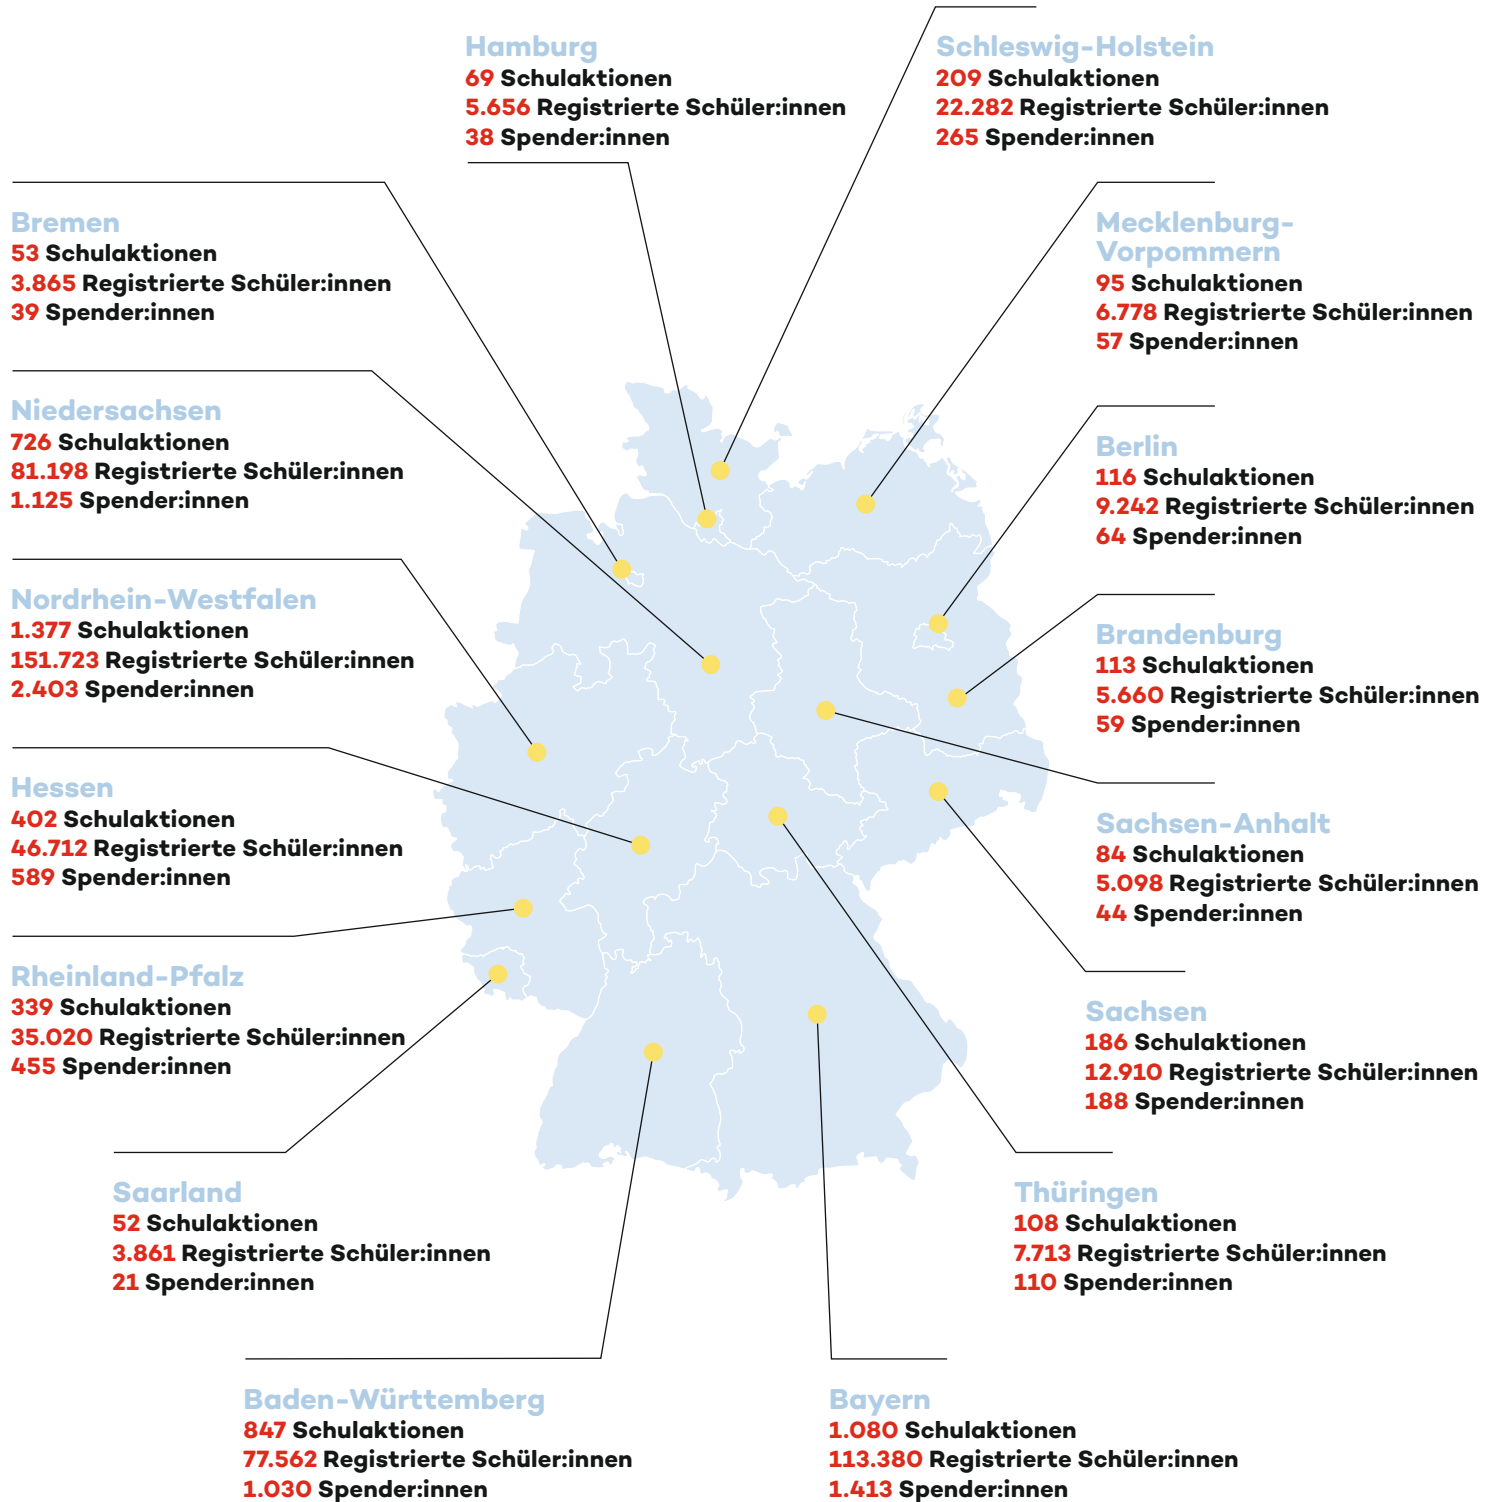 Hamburg
69 Schulaktionen
5.656 Registrierte Schüler:innen
38 Spender:innen
Schleswig-Holstein
209 Schulaktionen
22.282 Registrierte Schüler:innen
265 Spender:innen
Bremen
53 Schulaktionen
3.865 Registrierte Schüler:innen
39 Spender:innen
Mecklenburg-
Vorpommern
95 Schulaktionen
6.778 Registrierte Schüler:innen
57 Spender:innen
Niedersachsen
726 Schulaktionen
81.198 Registrierte Schüler:innen
1.125 Spender:innen
Berlin
116 Schulaktionen
9.242 Registrierte Schüler:innen
64 Spender:innen
Nordrhein-Westfalen
1.377 Schulaktionen
151.723 Registrierte Schüler:innen
2.403 Spender:innen
Brandenburg
113 Schulaktionen
5.660 Registrierte Schüler:innen
59 Spender:innen
Hessen
402 Schulaktionen
46.712 Registrierte Schüler:innen
589 Spender:innen
Sachsen-Anhalt
84 Schulaktionen
5.098 Registrierte Schüler:innen
44 Spender:innen
Rheinland-Pfalz
339 Schulaktionen
35.020 Registrierte Schüler:innen
455 Spender:innen
Sachsen
186 Schulaktionen
12.910 Registrierte Schüler:innen
188 Spender:innen
Saarland
52 Schulaktionen
3.861 Registrierte Schüler:innen
21 Spender:innen
Thüringen
108 Schulaktionen
7.713 Registrierte Schüler:innen
110 Spender:innen
Baden-Württemberg
847 Schulaktionen
77.562 Registrierte Schüler:innen
1.030 Spender:innen
Bayern
1.080 Schulaktionen
113.380 Registrierte Schüler:innen
1.413 Spender:innen